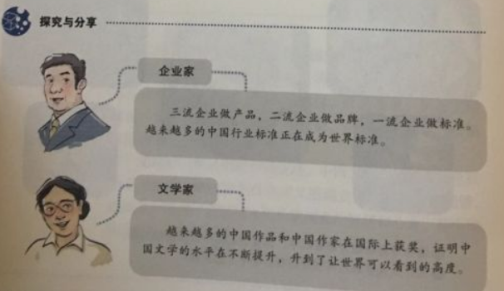 探究与分享
企业家
三流企业做产品，二流企业做品牌，一流企业做标准。
越来越多的中国行业标准正在成为世界标准。
文学家
越来越多的中国作品和中国作家在国际上获奖，证明中
国文学的水平在不断提升，升到了让世界可以看到的高度。